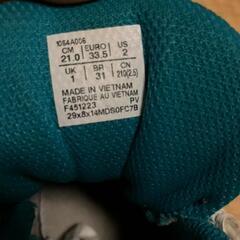 1054A006
CM EURO US
21.0 33.5 2
UK BR CN
1 31 210(2.5)
MADE IN VIETNAM
FABRIQUE AU VIETNAM
F451223 PV
29x8x14MDS0FC7B